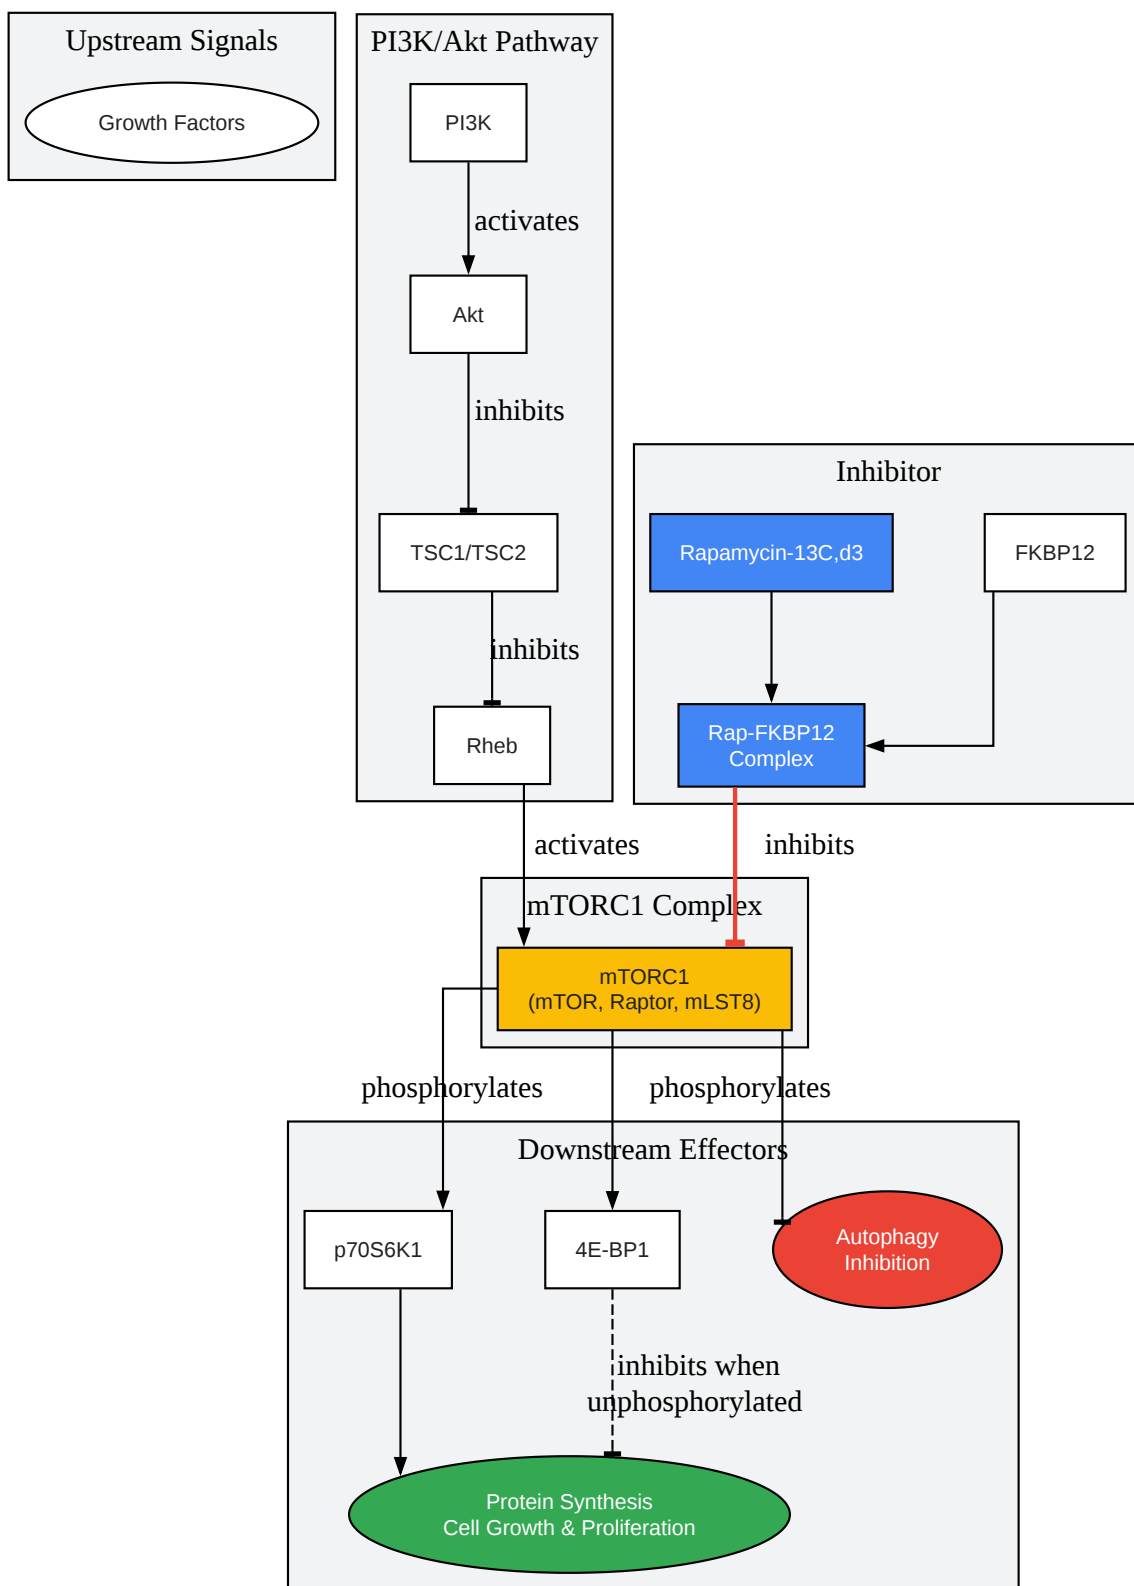 Upstream Signals
Growth Factors
PI3K/Akt Pathway
PI3K
activates
Akt
inhibits
TSC1/TSC2
inhibits
Rheb
Inhibitor
Rapamycin-13C,d3
FKBP12
Rap-FKBP12
Complex
activates
inhibits
mTORC1 Complex
mTORC1
(mTOR, Raptor, mLST8)
phosphorylates
phosphorylates
Downstream Effectors
p70S6K1
4E-BP1
Autophagy
Inhibition
inhibits when
unphosphorylated
Protein Synthesis
Cell Growth & Proliferation